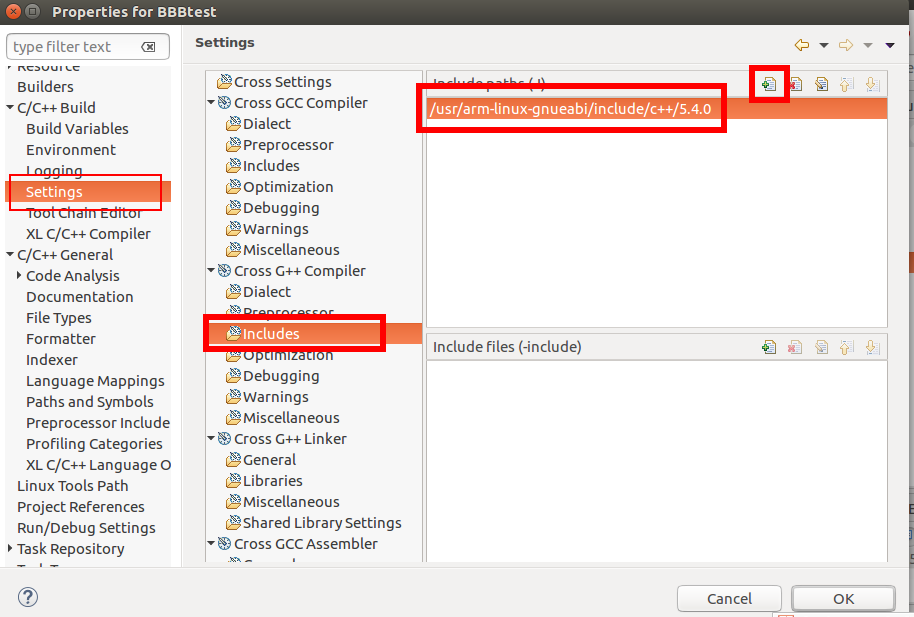 Properties for BBBtest
type filter text
Resource
Builders
C/C++ Build
Build Variables
Environment
Logging
Settings
Tool Chain Editor
XL C/C++ Compiler
C/C++ General
Code Analysis
Documentation
File Types
Formatter
Indexer
Language Mappings
Paths and Symbols
Preprocessor Include
Profiling Categories
XL C/C++ Language O
Linux Tools Path
Project References
Run/Debug Settings
Task Repository
Settings
Cross Settings
Cross GCC Compiler
Dialect
Preprocessor
Includes
Optimization
Debugging
Warnings
Miscellaneous
Cross G++ Compiler
Dialect
Preprocessor
Includes
Optimization
Debugging
Warnings
Miscellaneous
Cross G++ Linker
General
Libraries
Miscellaneous
Shared Library Settings
Cross GCC Assembler
Include paths (-I)
/usr/arm-linux-gnueabi/include/c++/5.4.0
Include files (-include)
?
Cancel
OK